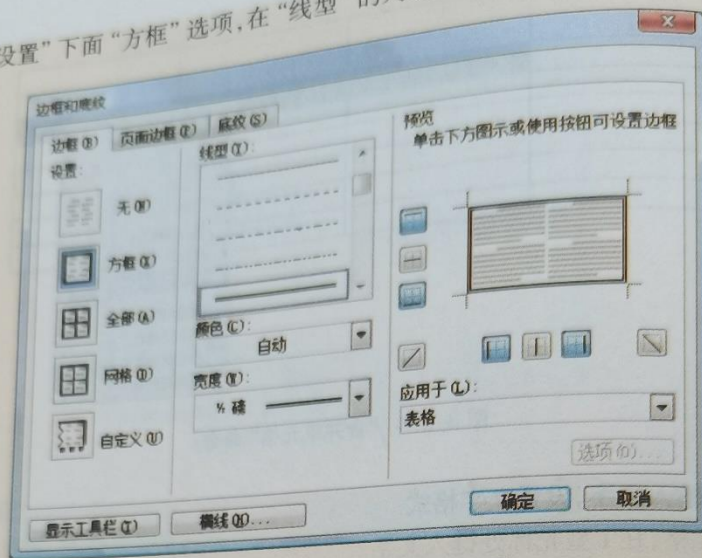 设置”下面“方框”选项,在“线型”的
边框和底纹
边框(B) 页面边框(P) 底纹(S)
设置:
无(N)
方框(X)
全部(A)
网格(D)
自定义(U)
线型(Y):
颜色(C):
自动
宽度(W):
½ 磅
预览
单击下方图示或使用按钮可设置边框
应用于(L):
表格
选项(O)...
显示工具栏(T) 横线(H)... 确定 取消